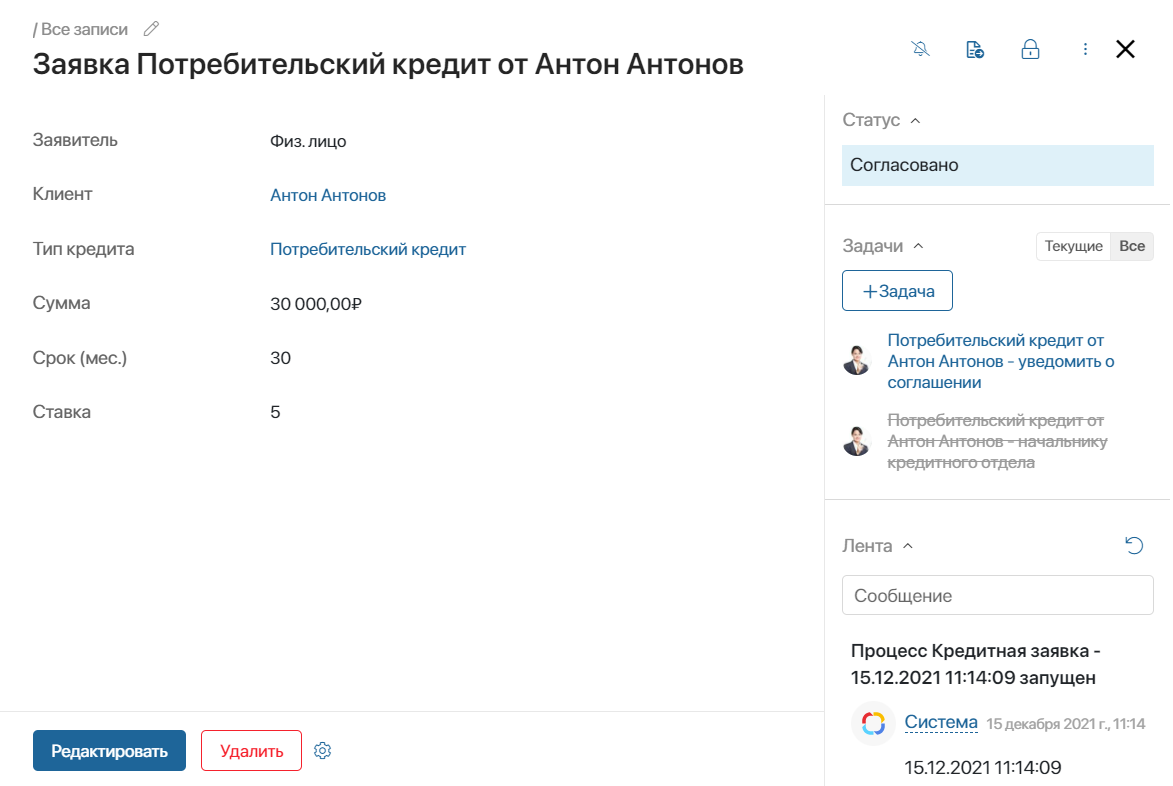 / Все записи
Заявка Потребительский кредит от Антон Антонов
Заявитель
Физ. лицо
Клиент
Антон Антонов
Тип кредита
Потребительский кредит
Сумма
30 000,00₽
Срок (мес.)
30
Ставка
5
Редактировать
Удалить
Статус
Согласовано
Задачи
Текущие
Все
+Задача
Потребительский кредит от
Антон Антонов - уведомить о
соглашении
Потребительский кредит от
Антон Антонов - начальнику
кредитного отдела
Лента
Сообщение
Процесс Кредитная заявка -
15.12.2021 11:14:09 запущен
Система
15 декабря 2021 г., 11:14
15.12.2021 11:14:09